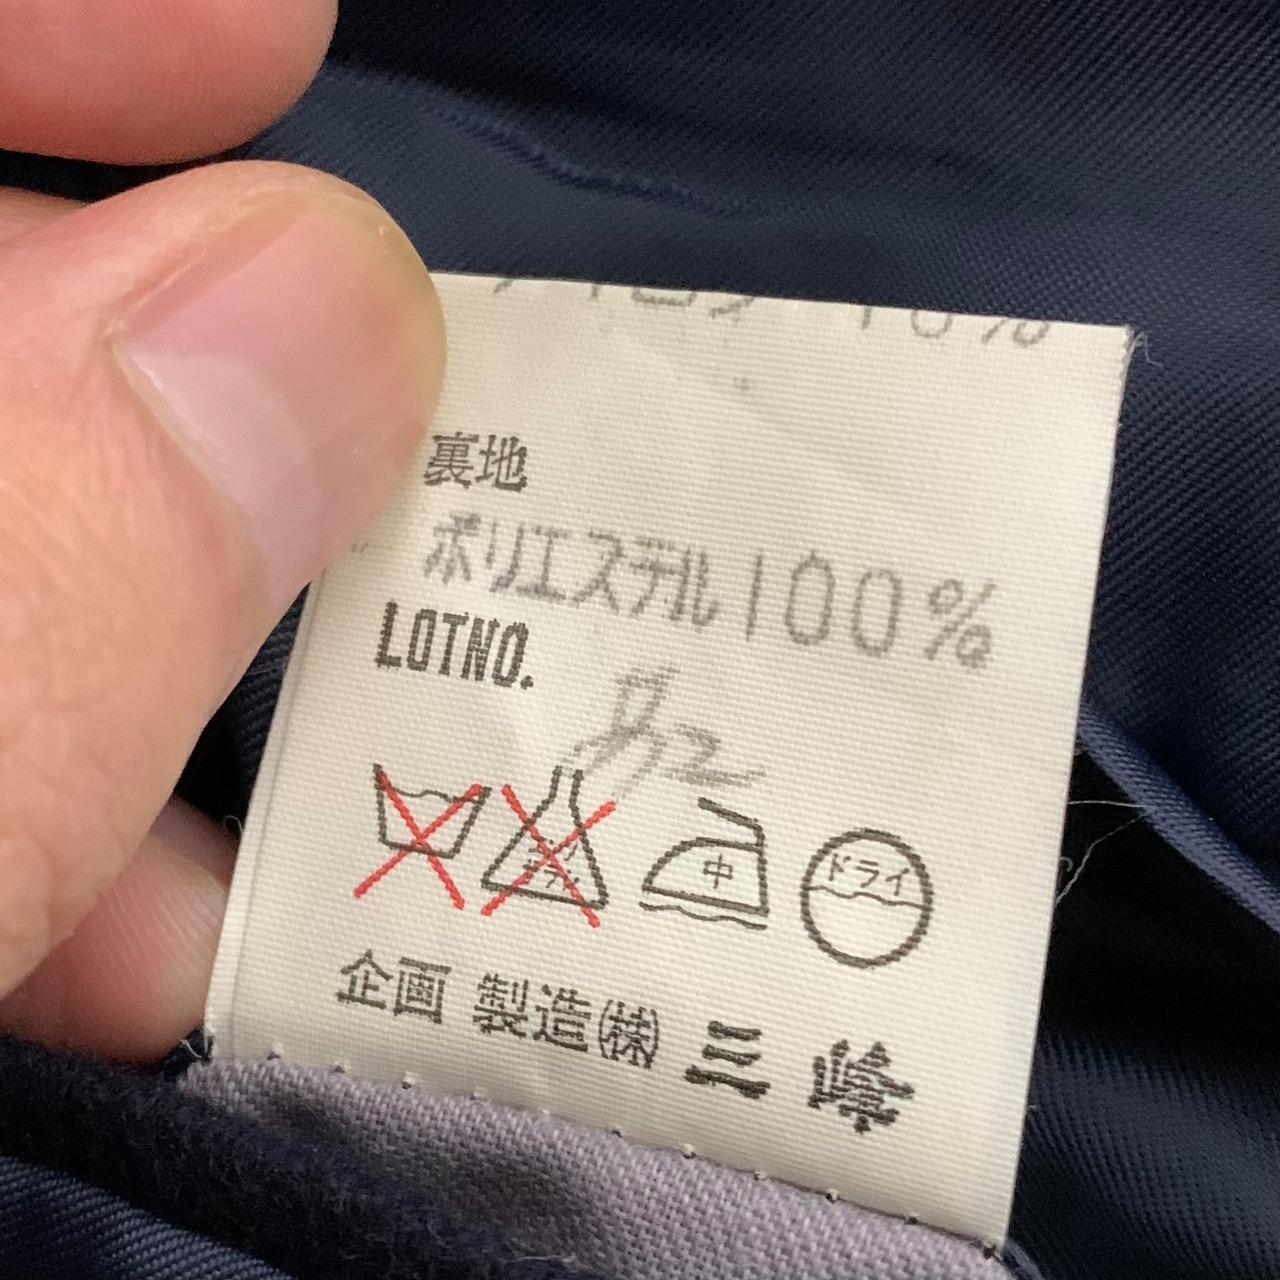 10%
裏地
ポリエステル100%
LOTNO.
中 ドライ
企画 製造㈱ 三峰